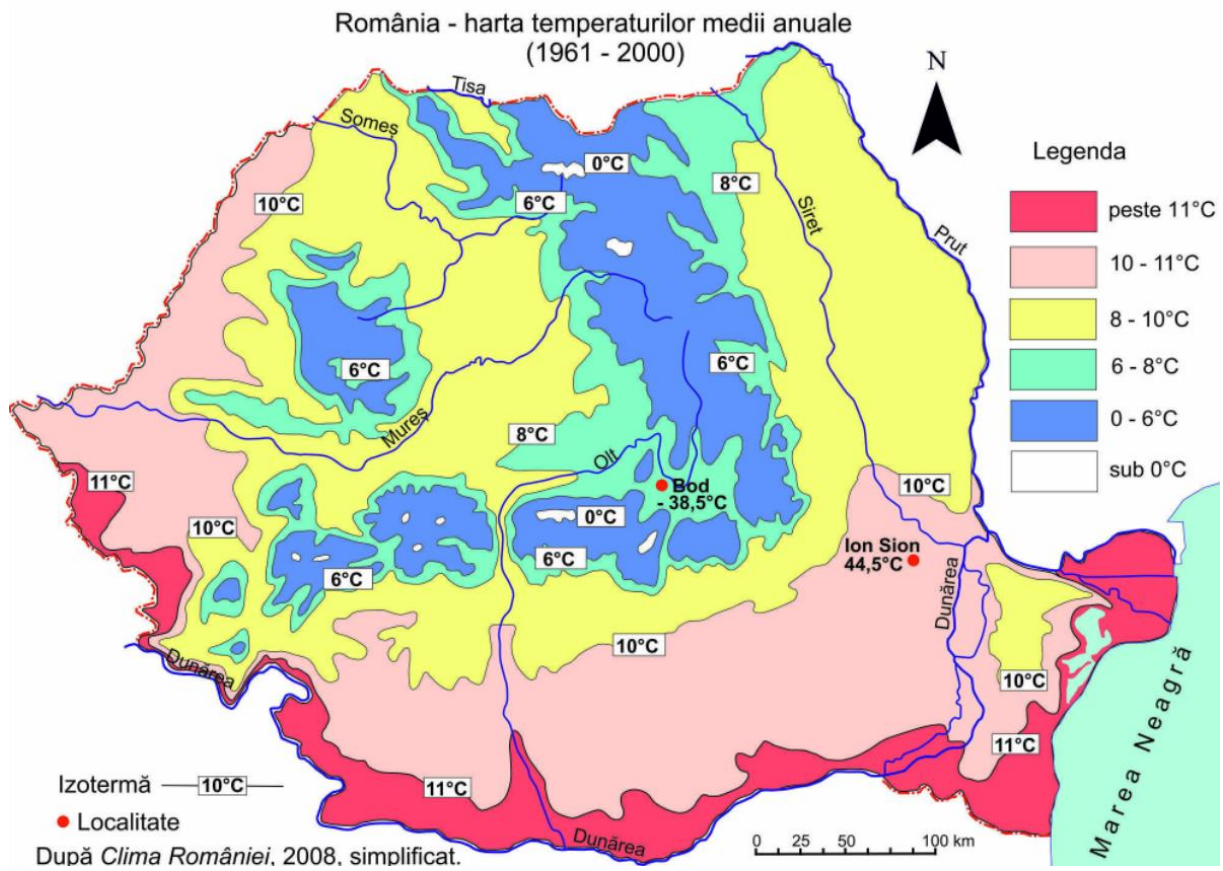 România - harta temperaturilor medii anuale
(1961 - 2000)
N
Tisa
Someș
0°C
8°C
6°C
10°C
Siret
Prut
6°C
6°C
Mureș
8°C
Olt
11°C
Bod
- 38,5°C
10°C
10°C
0°C
6°C
6°C
Ion Sion
44,5°C
Dunărea
10°C
Dunărea
10°C
11°C
11°C
Dunărea
Marea Neagră
Legenda
peste 11°C
10 - 11°C
8 - 10°C
6 - 8°C
0 - 6°C
sub 0°C
Izotermă 10°C
Localitate
După Clima României, 2008, simplificat.
0 25 50 100 km